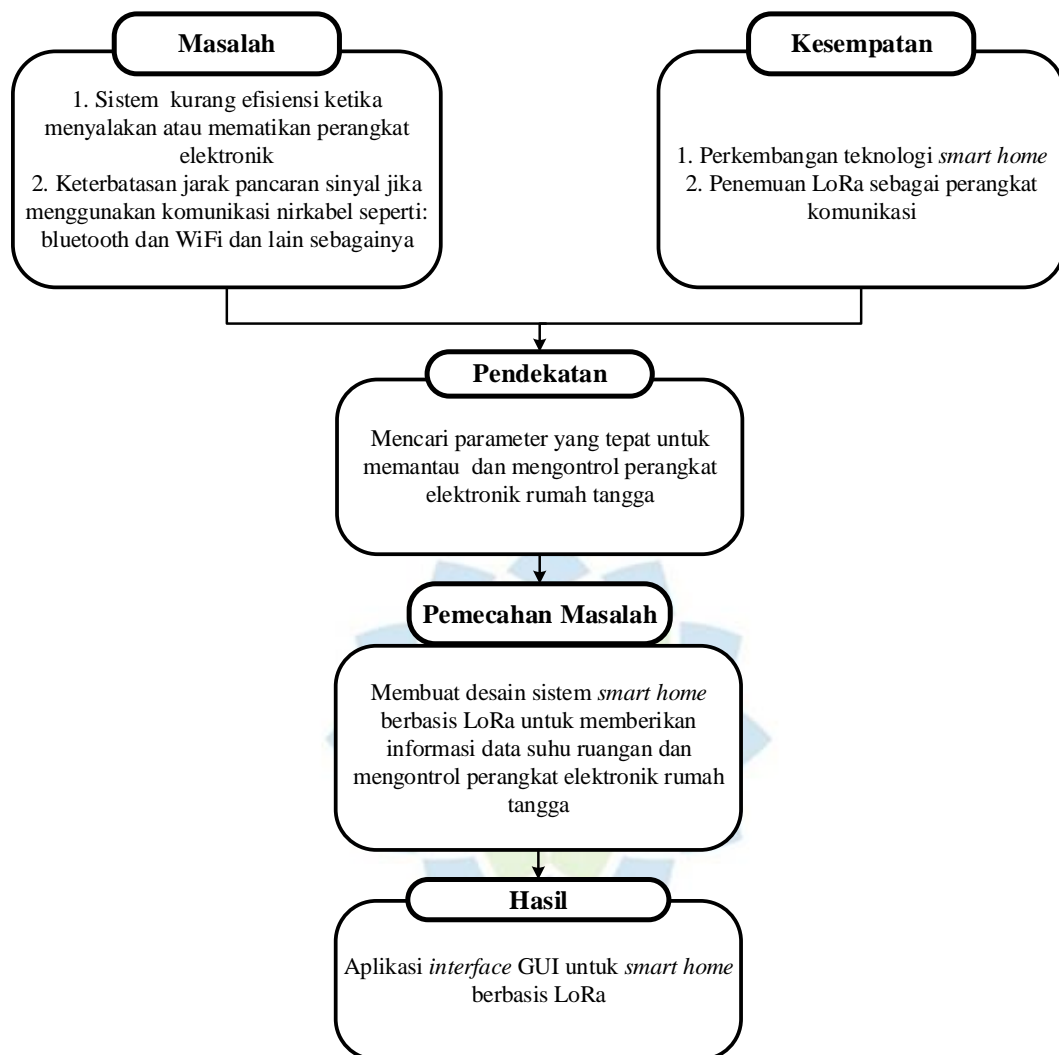 Masalah
1. Sistem kurang efisiensi ketika
menyalakan atau mematikan perangkat
elektronik
2. Keterbatasan jarak pancaran sinyal jika
menggunakan komunikasi nirkabel seperti:
bluetooth dan WiFi dan lain sebagainya
Kesempatan
1. Perkembangan teknologi smart home
2. Penemuan LoRa sebagai perangkat
komunikasi
Pendekatan
Mencari parameter yang tepat untuk
memantau dan mengontrol perangkat
elektronik rumah tangga
Pemecahan Masalah
Membuat desain sistem smart home
berbasis LoRa untuk memberikan
informasi data suhu ruangan dan
mengontrol perangkat elektronik rumah
tangga
Hasil
Aplikasi interface GUI untuk smart home
berbasis LoRa